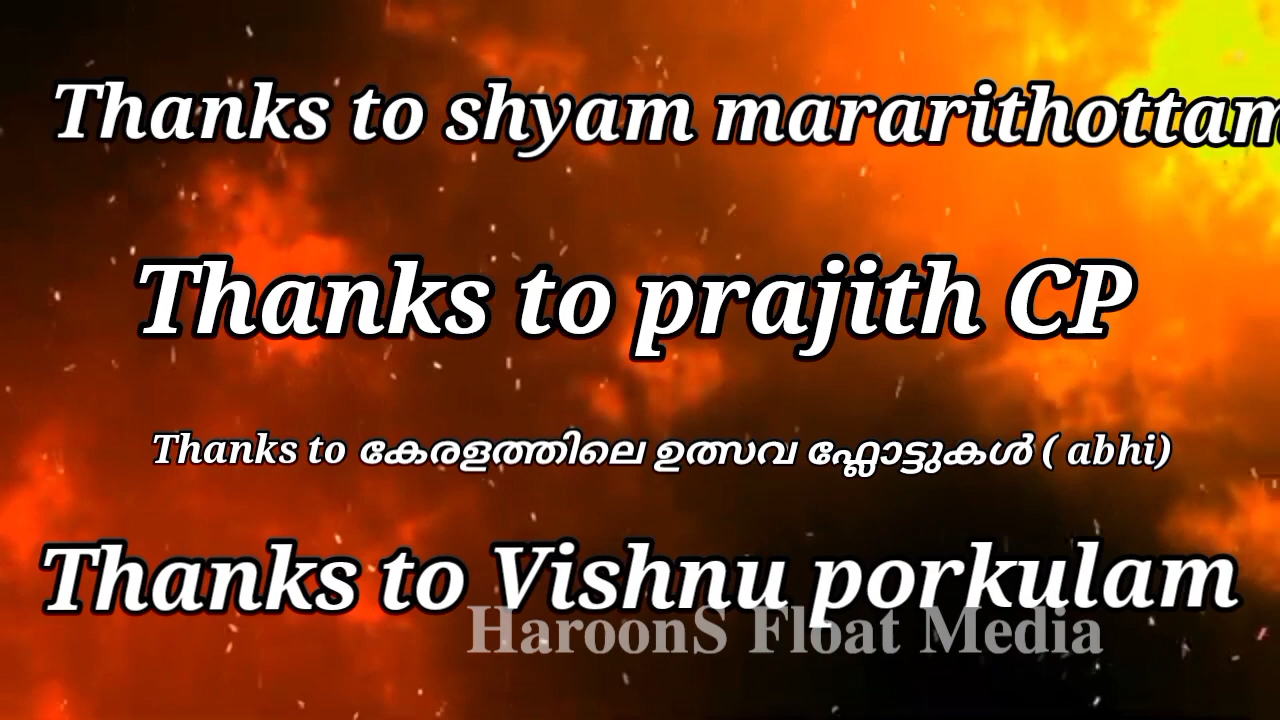 Thanks to shyam mararithottam
Thanks to prajith CP
Thanks to കേരളത്തിലെ ഉത്സവ ഫ്ലോട്ടുകൾ ( abhi)
Thanks to Vishnu porkulam
HaroonS Float Media